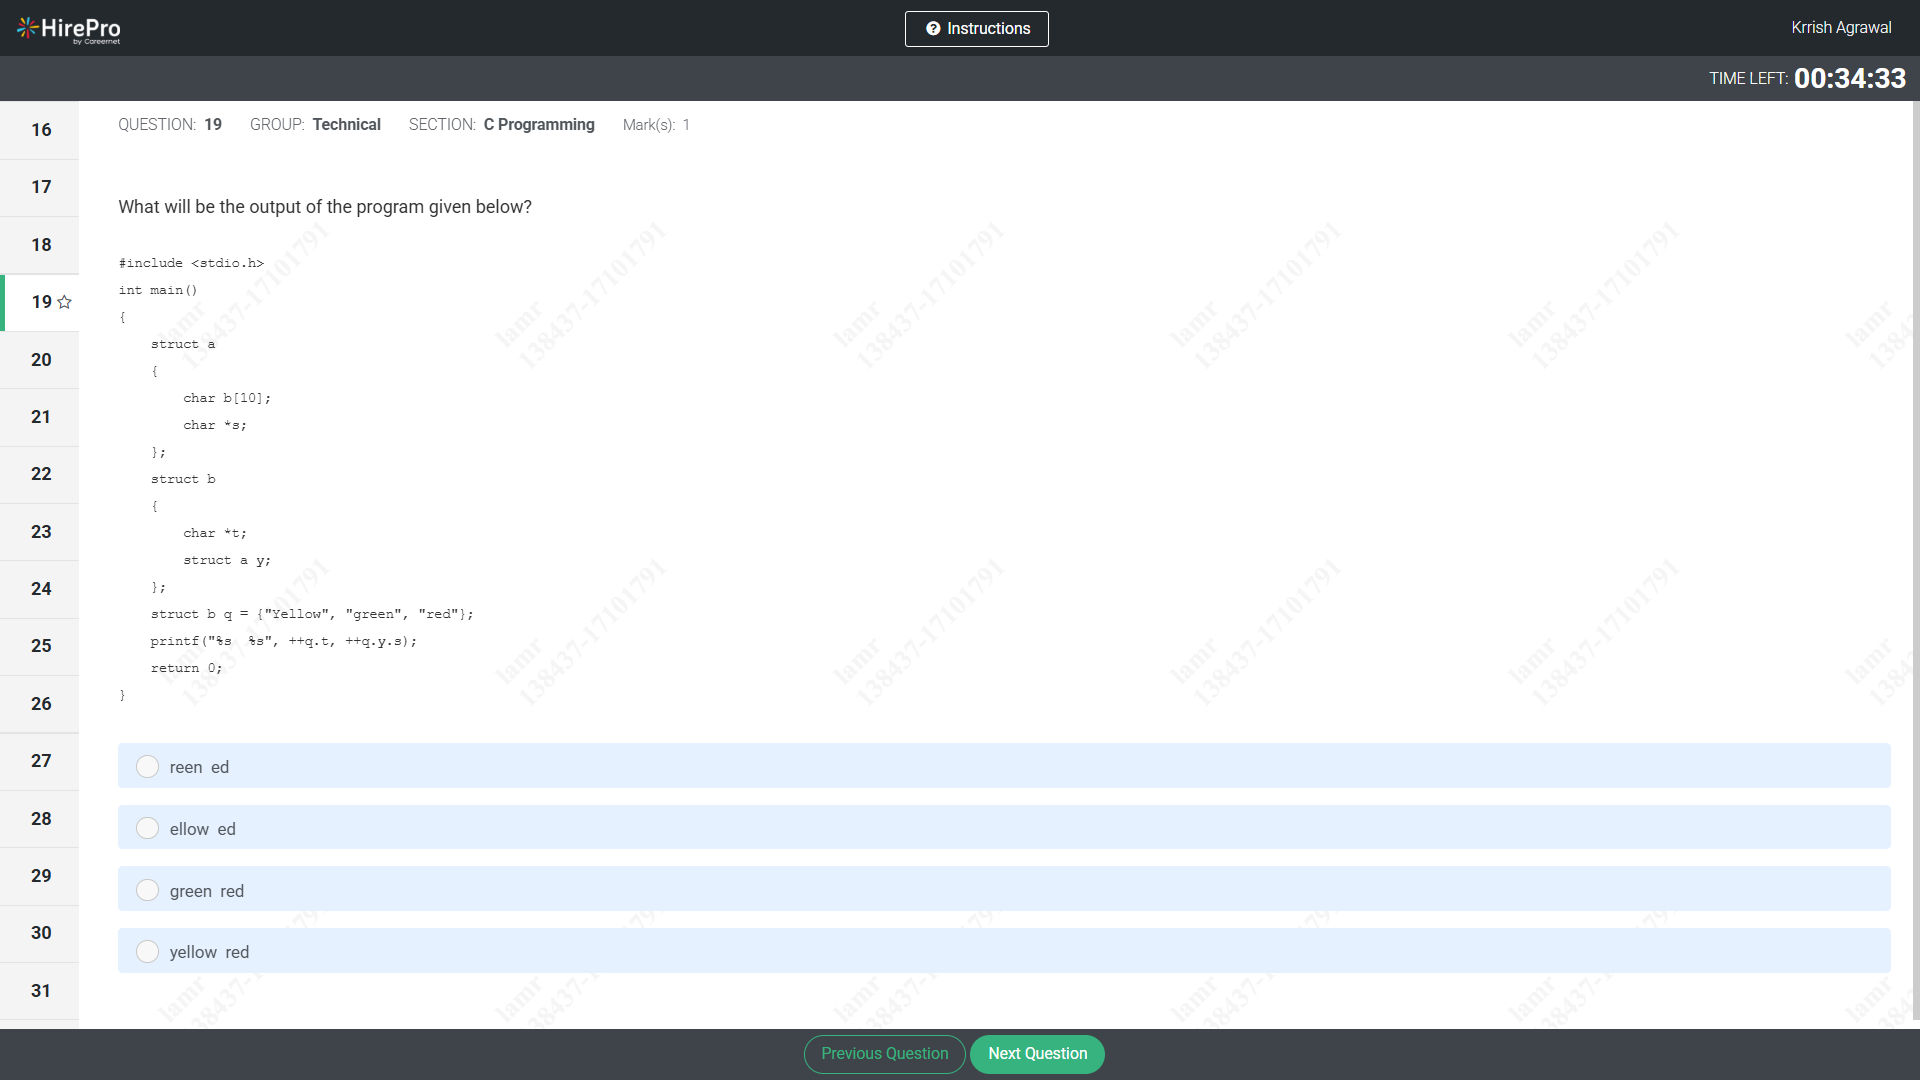 HirePro
by Careernet
Instructions
Krrish Agrawal
TIME LEFT: 00:34:33
16
17
18
19
20
21
22
23
24
25
26
27
28
29
30
31
QUESTION: 19 GROUP: Technical SECTION: C Programming Mark(s): 1
What will be the output of the program given below?
#include <stdio.h>
int main()
{
    struct a
    {
        char b[10];
        char *s;
    };
    struct b
    {
        char *t;
        struct a y;
    };
    struct b q = {"Yellow", "green", "red"};
    printf("%s  %s", ++q.t, ++q.y.s);
    return 0;
}
reen  ed
ellow  ed
green  red
yellow  red
lamr
138437-17101791
Previous Question
Next Question